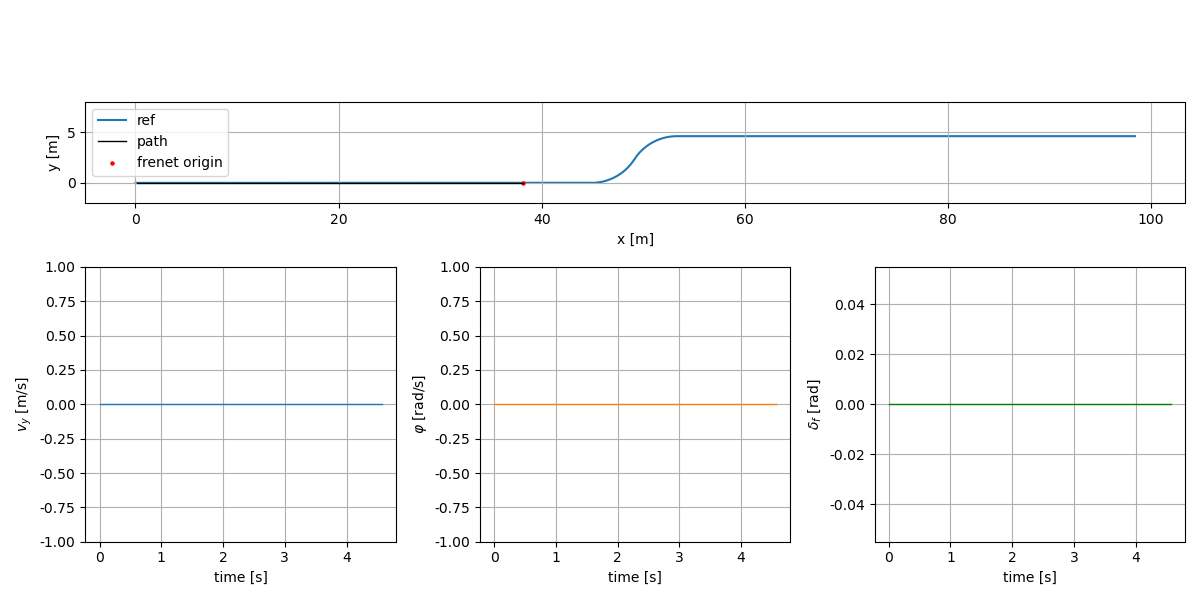 ref
path
frenet origin
y [m]
5
0
0 20 40 60 80 100
x [m]
1.00
0.75
0.50
0.25
0.00
-0.25
-0.50
-0.75
-1.00
v_y [m/s]
0 1 2 3 4
time [s]
1.00
0.75
0.50
0.25
0.00
-0.25
-0.50
-0.75
-1.00
φ [rad/s]
0 1 2 3 4
time [s]
0.04
0.02
0.00
-0.02
-0.04
δ_f [rad]
0 1 2 3 4
time [s]